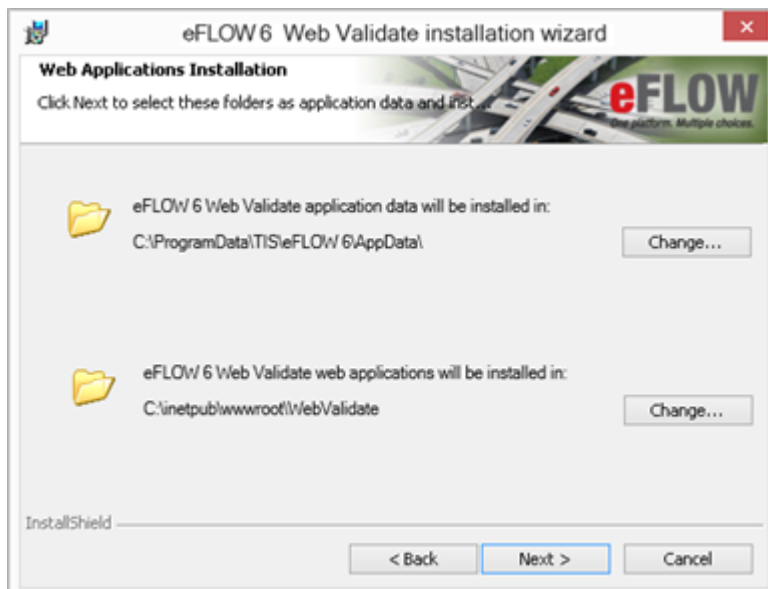 eFLOW 6 Web Validate installation wizard
Web Applications Installation
Click Next to select these folders as application data and inst...
eFLOW
One platform. Multiple choices.
eFLOW 6 Web Validate application data will be installed in:
C:\ProgramData\TIS\eFLOW 6\AppData\
Change...
eFLOW 6 Web Validate web applications will be installed in:
C:\inetpub\wwwroot\WebValidate
Change...
InstallShield
< Back
Next >
Cancel